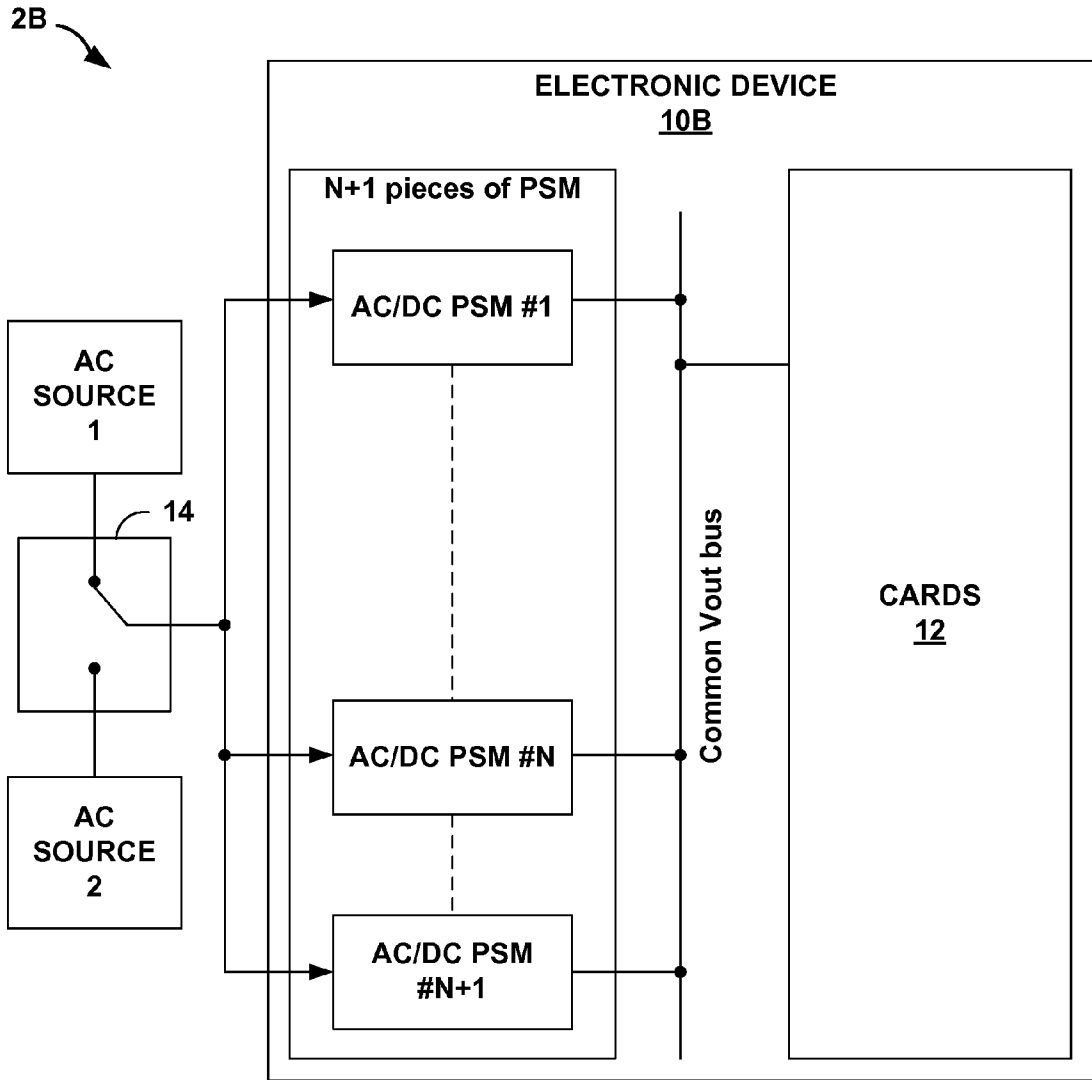 2B
ELECTRONIC DEVICE
10B
N+1 pieces of PSM
AC/DC PSM #1
AC
SOURCE
1
14
Common Vout bus
CARDS
12
AC/DC PSM #N
AC
SOURCE
2
AC/DC PSM
#N+1